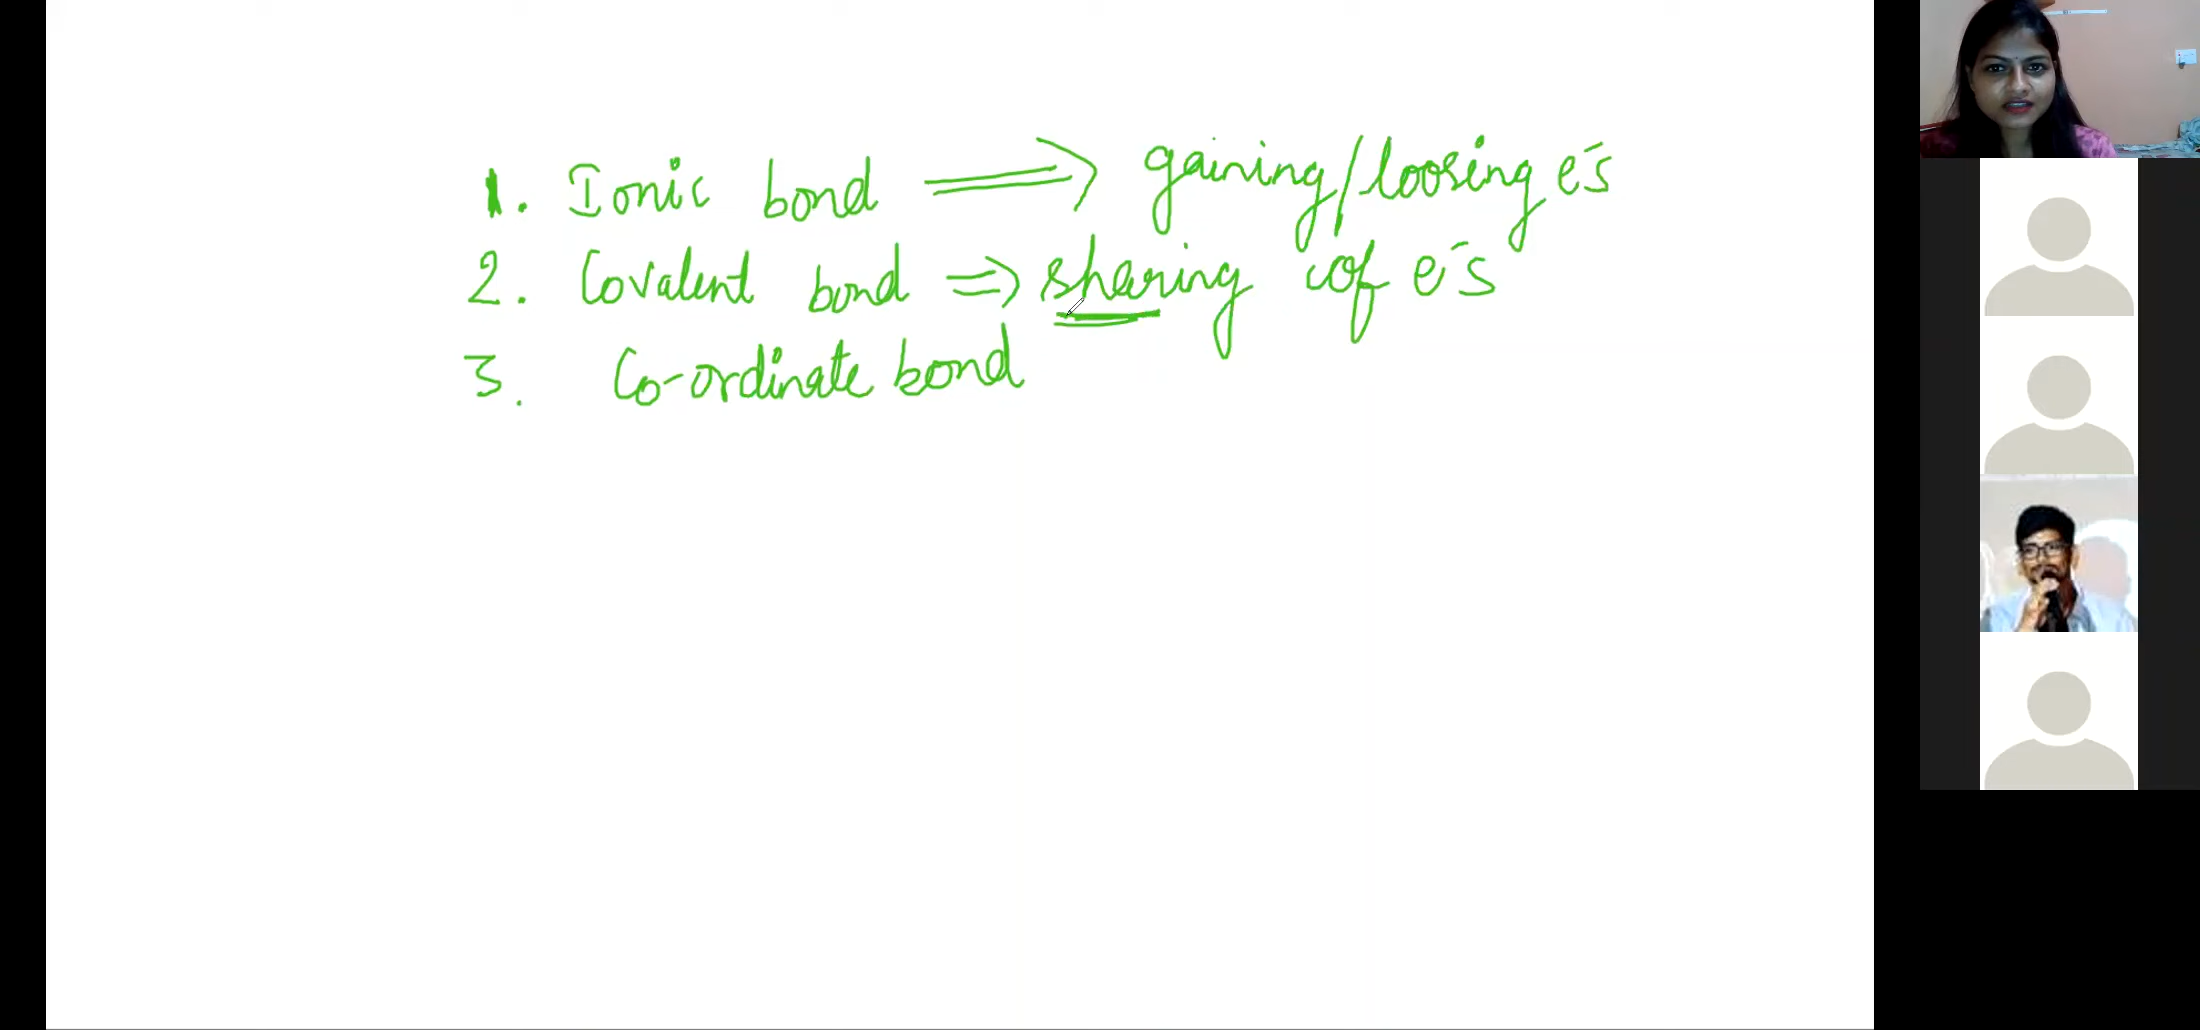 1. Ionic bond ⟹ gaining/loosing e⁻s
2. Covalent bond ⟹ sharing of e⁻s
3. Co-ordinate bond